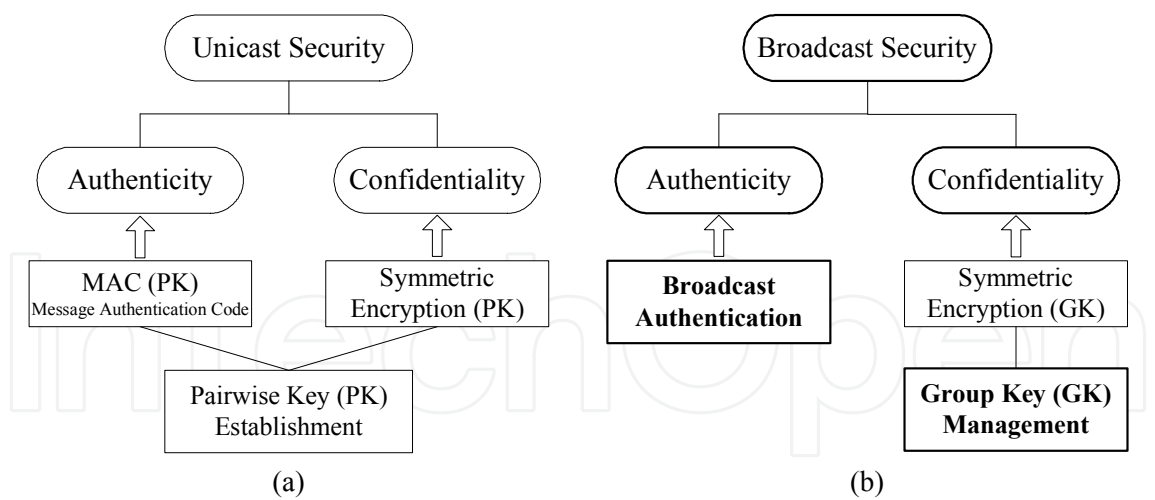 Unicast Security
Authenticity
Confidentiality
MAC (PK)
Message Authentication Code
Symmetric
Encryption (PK)
Pairwise Key (PK)
Establishment
(a)
Broadcast Security
Authenticity
Confidentiality
Broadcast
Authentication
Symmetric
Encryption (GK)
Group Key (GK)
Management
(b)
IntechOpen